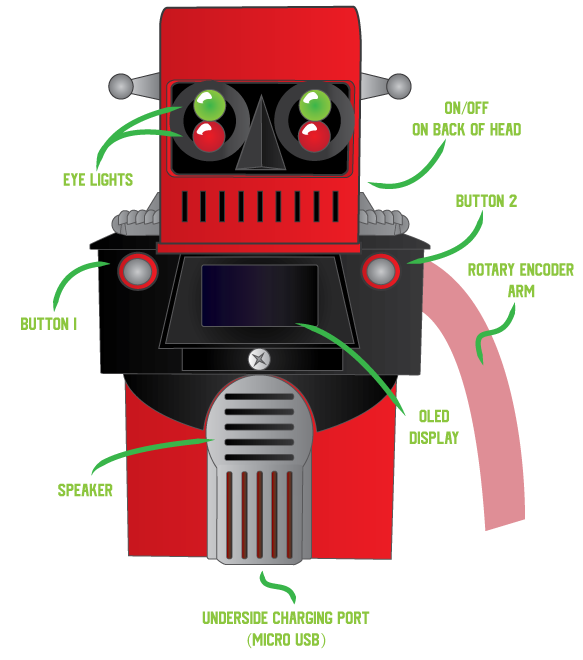 ON/OFF
ON BACK OF HEAD
EYE LIGHTS
BUTTON 2
ROTARY ENCODER
ARM
BUTTON 1
OLED
DISPLAY
SPEAKER
UNDERSIDE CHARGING PORT
(MICRO USB)